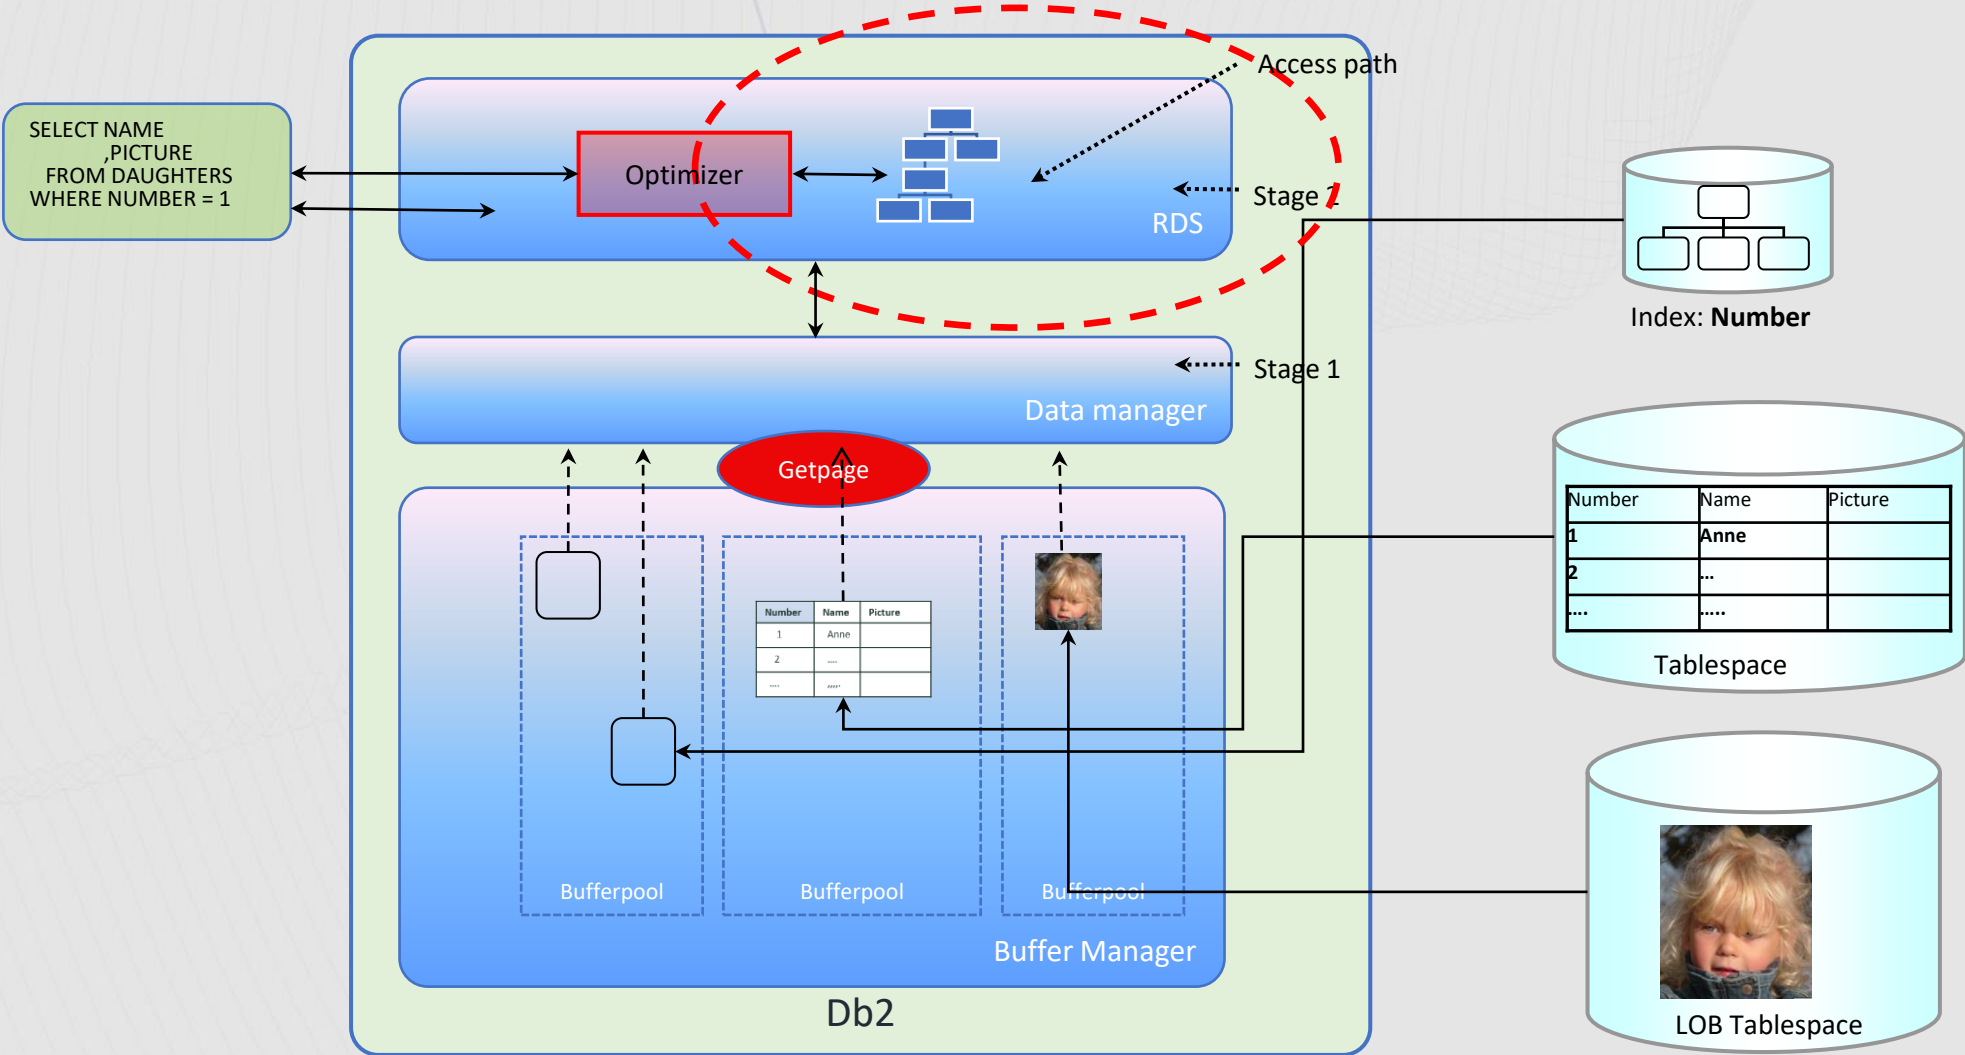 SELECT NAME
,PICTURE
FROM DAUGHTERS
WHERE NUMBER = 1
Access path
Optimizer
Stage 2
RDS
Stage 1
Data manager
Getpage
Number Name Picture
1 Anne
2 ....
.... .....
Bufferpool
Bufferpool
Bufferpool
Buffer Manager
Db2
Index: Number
Number Name Picture
1 Anne
2 ...
.... .....
Tablespace
LOB Tablespace